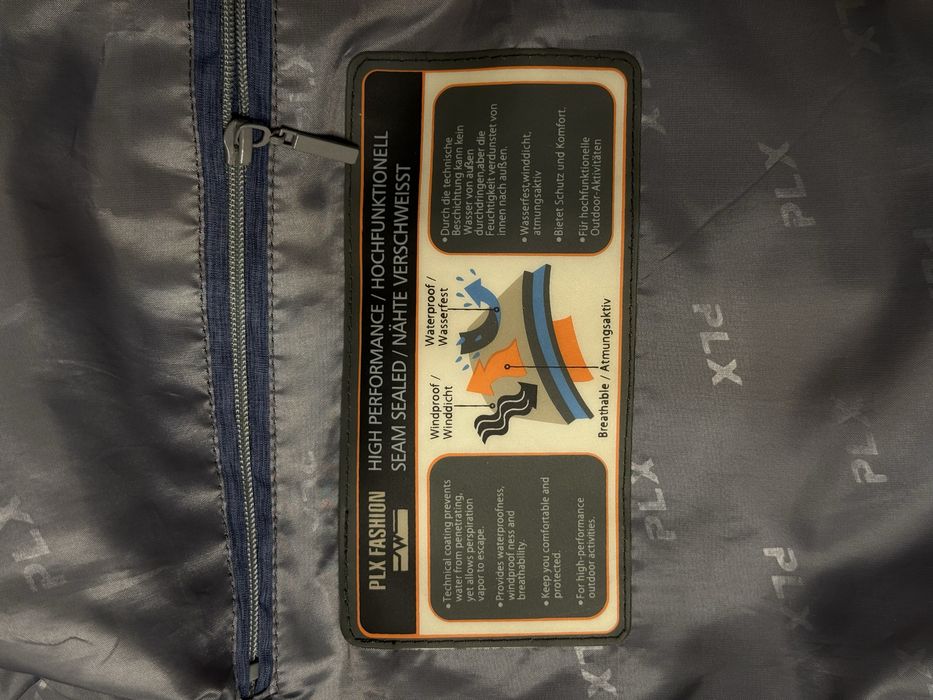 PLX FASHION
HIGH PERFORMANCE / HOCHFUNKTIONELL
SEAM SEALED / NÄHTE VERSCHWEISST
•Technical coating prevents
water from penetrating,
yet allows perspiration
vapor to escape.
•Provides waterproofness,
windproof ness and
breathability.
•Keep you comfortable and
protected.
•For high-performance
outdoor activities.
Windproof /
Winddicht
Waterproof /
Wasserfest
Breathable / Atmungsaktiv
•Durch die technische
Beschichtung kann kein
Wasser von außen
durchdringen,aber die
Feuchtigkeit verdunstet von
innen nach außen.
•Wasserfest,winddicht,
atmungsaktiv
•Bietet Schutz und Komfort.
•Für hochfunktionelle
Outdoor-Aktivitäten
PLX
PLX
PLX
PLX
PLX
PLX
PLX